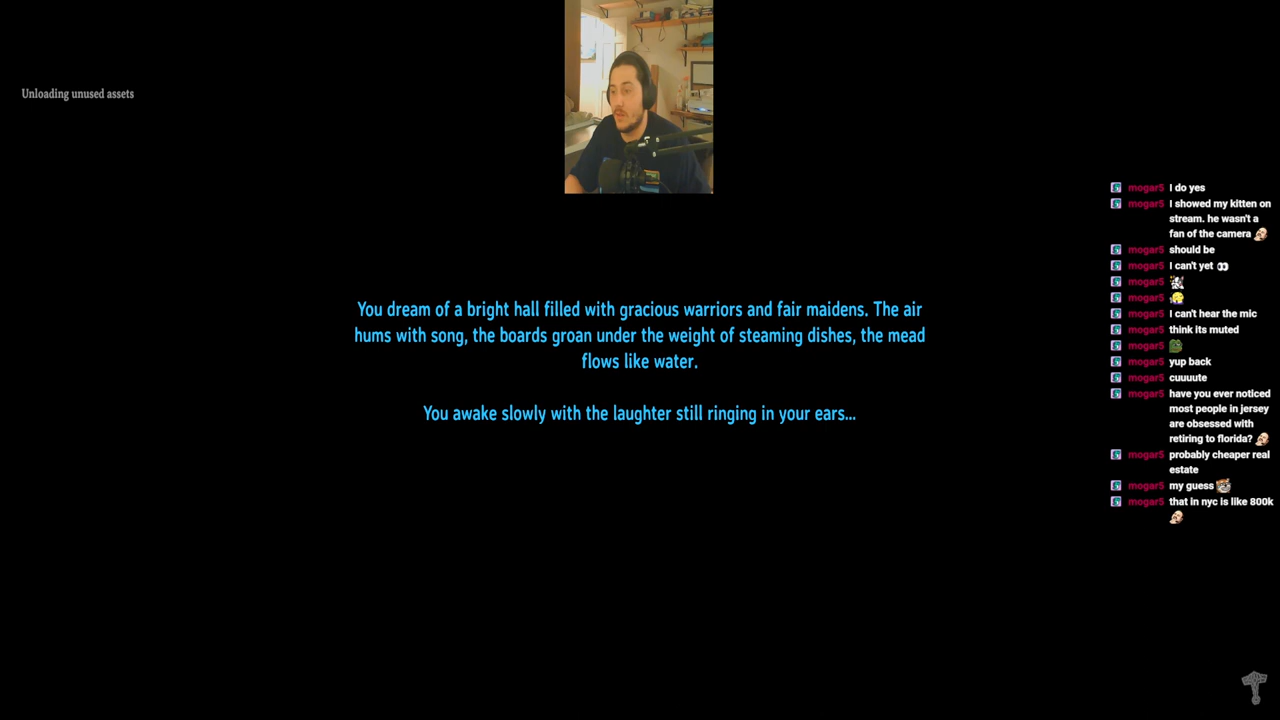 Unloading unused assets
You dream of a bright hall filled with gracious warriors and fair maidens. The air
hums with song, the boards groan under the weight of steaming dishes, the mead
flows like water.
You awake slowly with the laughter still ringing in your ears...
mogar5 I do yes
mogar5 I showed my kitten on
stream. he wasn't a
fan of the camera
mogar5 should be
mogar5 I can't yet
mogar5
mogar5
mogar5 I can't hear the mic
mogar5 think its muted
mogar5
mogar5 yup back
mogar5 cuuuute
mogar5 have you ever noticed
most people in jersey
are obsessed with
retiring to florida?
mogar5 probably cheaper real
estate
mogar5 my guess
mogar5 that in nyc is like 800k